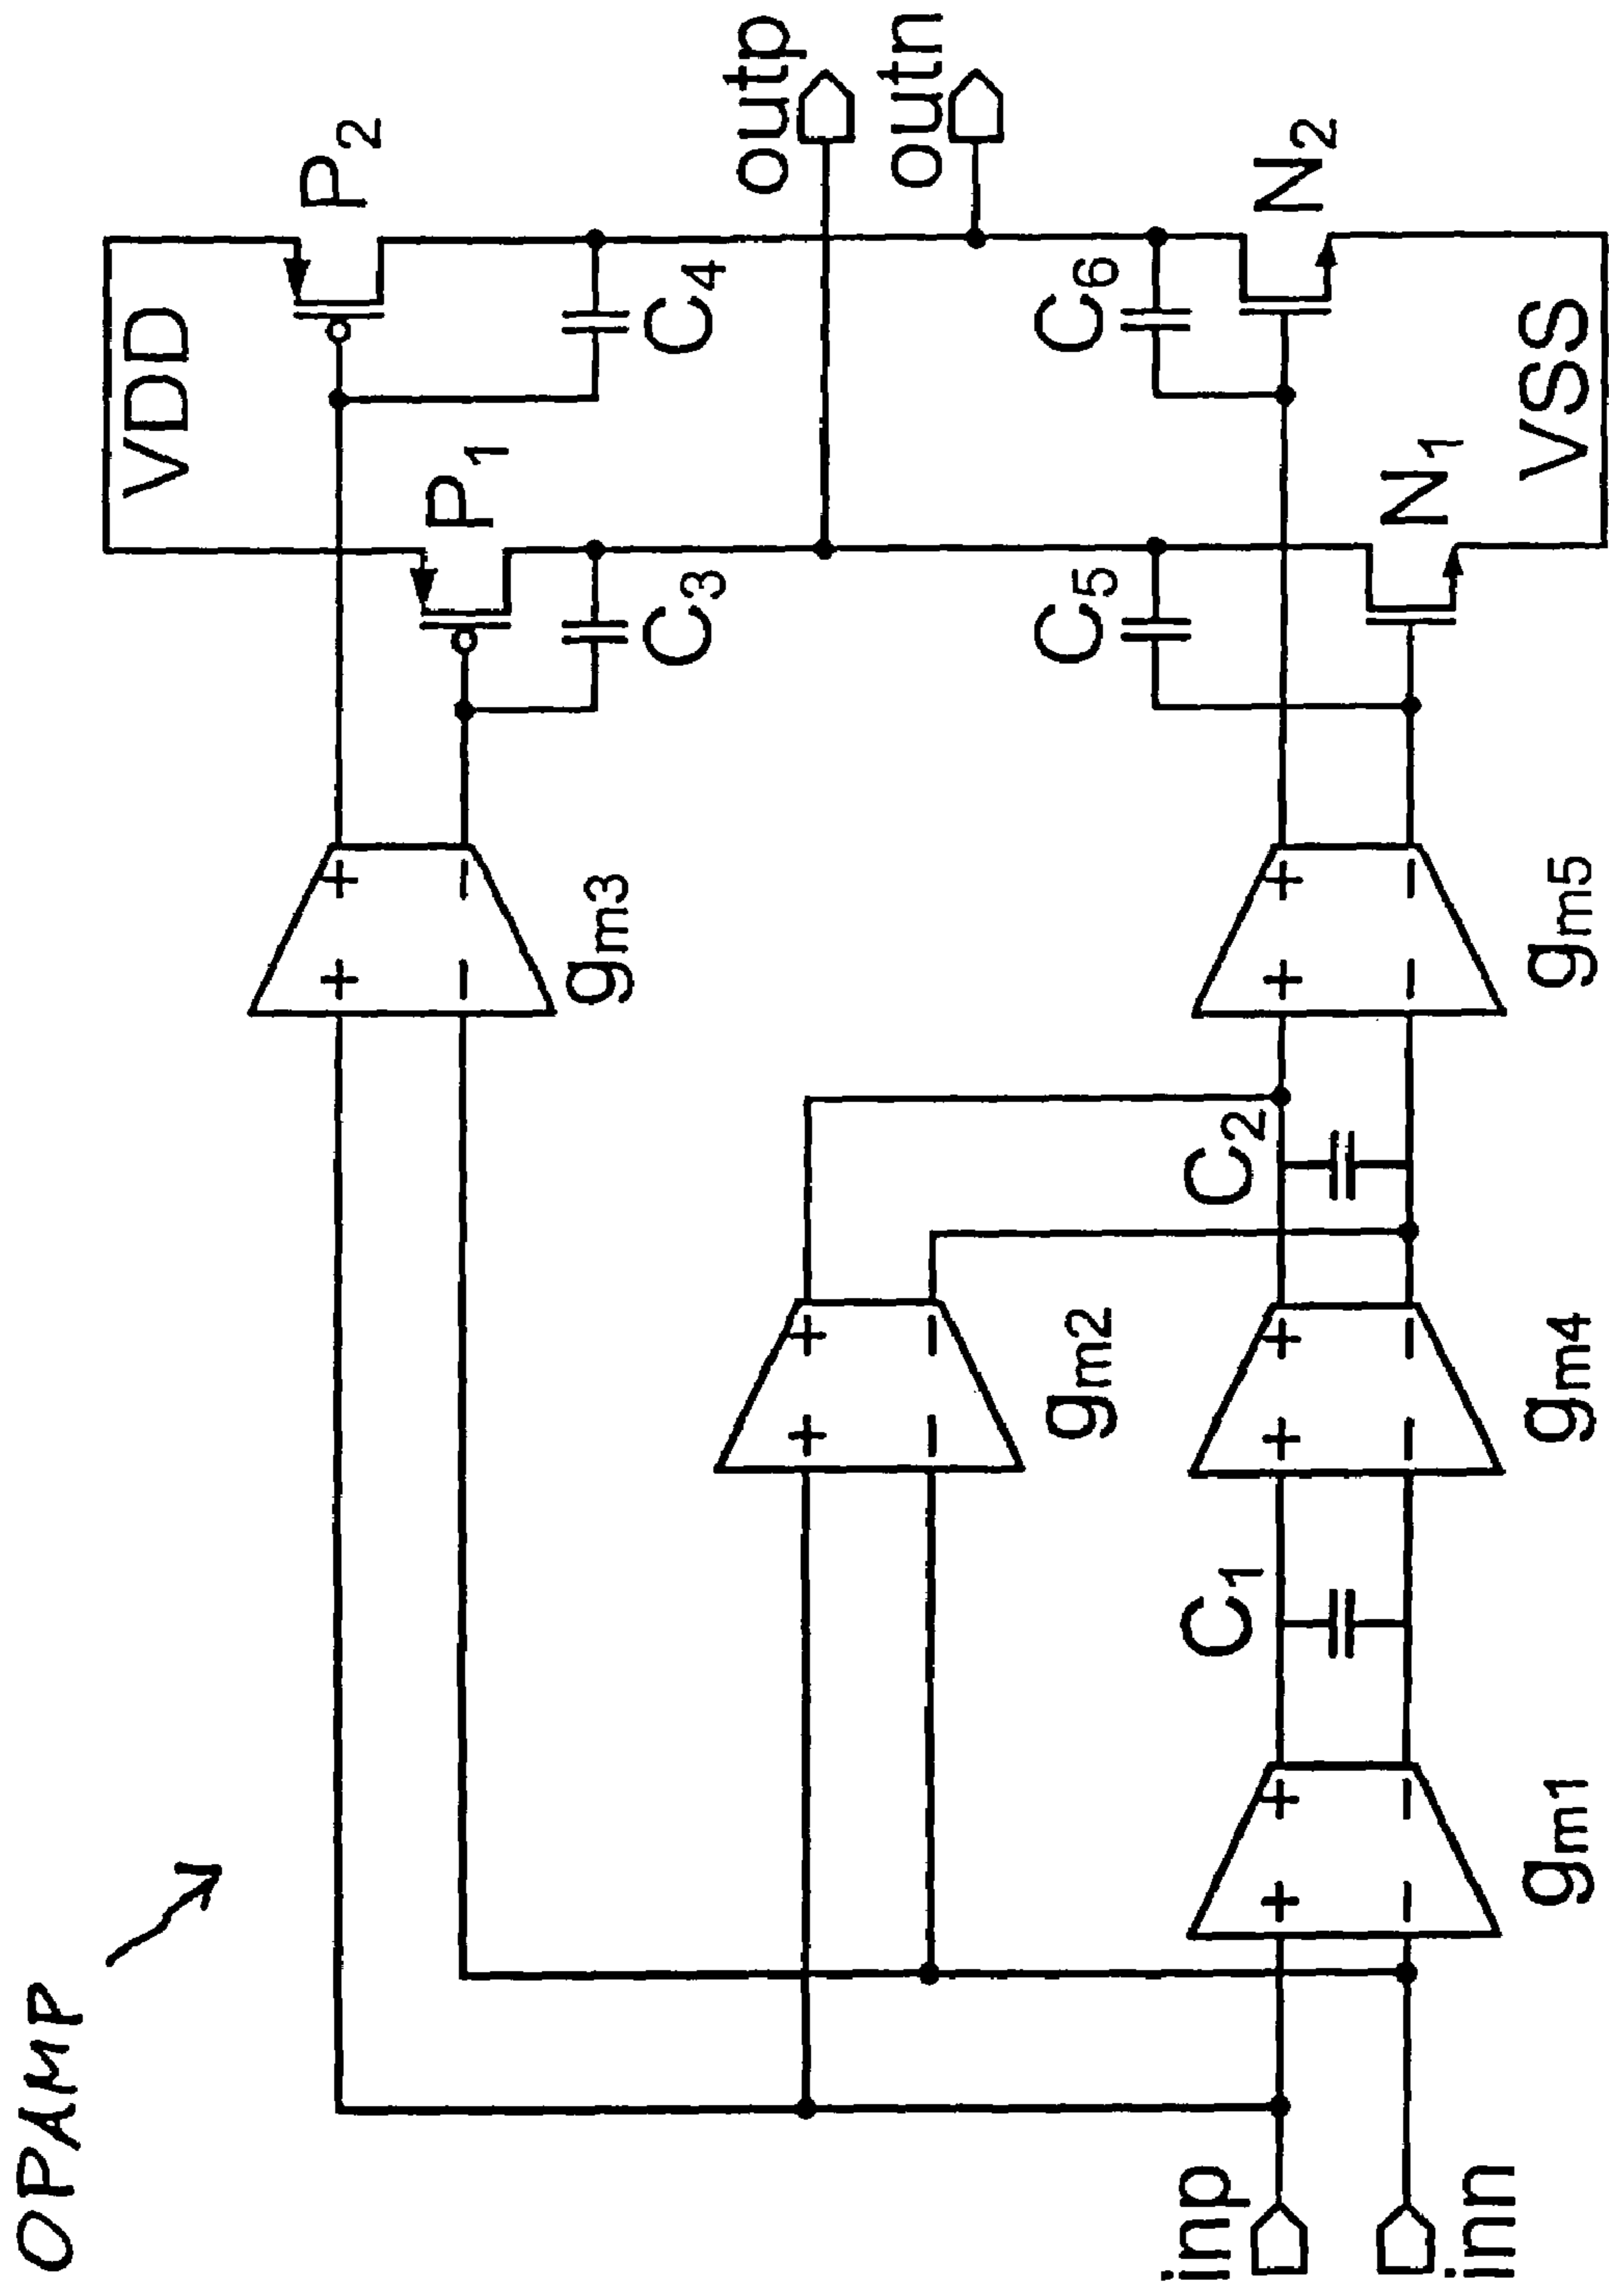 OPAMP
VDD
P2
P1
gm3
C4
C3
outp
outn
gm2
C6
C5
N2
N1
VSS
inp
inn
gm1
C1
gm4
C2
gm5
+ −
+ −
+ −
+ −
+ −
+ −
+ −
+ −
+ −
+ −